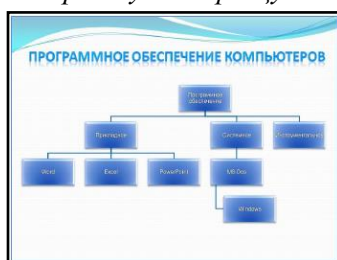 ПРОГРАММНОЕ ОБЕСПЕЧЕНИЕ КОМПЬЮТЕРОВ
Программное
обеспечение
Прикладное
Системное
Инструментальное
Word
Excel
PowerPoint
MS Dos
Windows